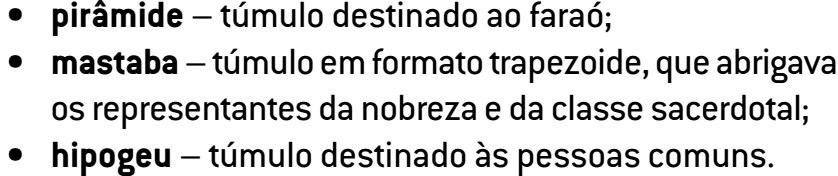 • pirâmide – túmulo destinado ao faraó;
• mastaba – túmulo em formato trapezoide, que abrigava
os representantes da nobreza e da classe sacerdotal;
• hipogeu – túmulo destinado às pessoas comuns.